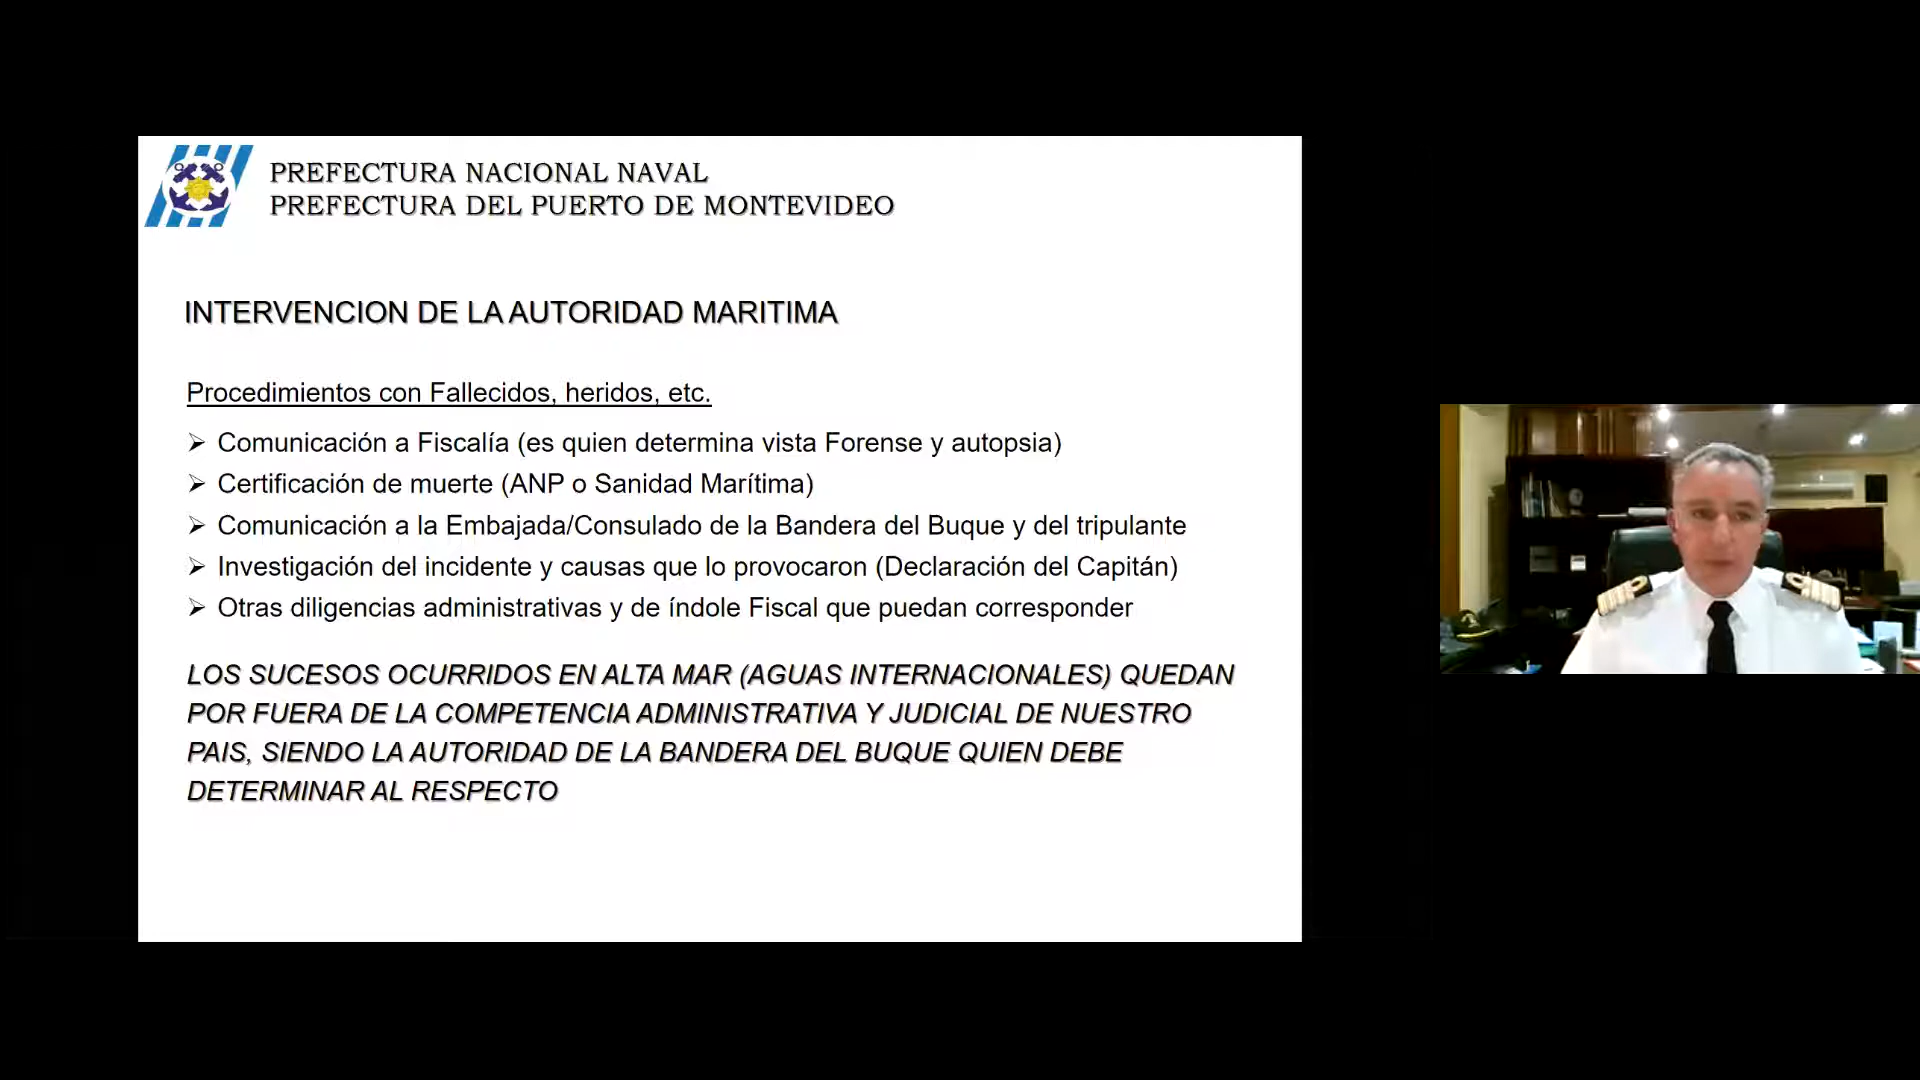 PREFECTURA NACIONAL NAVAL
PREFECTURA DEL PUERTO DE MONTEVIDEO
INTERVENCION DE LA AUTORIDAD MARITIMA
Procedimientos con Fallecidos, heridos, etc.
Comunicación a Fiscalía (es quien determina vista Forense y autopsia)
Certificación de muerte (ANP o Sanidad Marítima)
Comunicación a la Embajada/Consulado de la Bandera del Buque y del tripulante
Investigación del incidente y causas que lo provocaron (Declaración del Capitán)
Otras diligencias administrativas y de índole Fiscal que puedan corresponder
LOS SUCESOS OCURRIDOS EN ALTA MAR (AGUAS INTERNACIONALES) QUEDAN
POR FUERA DE LA COMPETENCIA ADMINISTRATIVA Y JUDICIAL DE NUESTRO
PAIS, SIENDO LA AUTORIDAD DE LA BANDERA DEL BUQUE QUIEN DEBE
DETERMINAR AL RESPECTO